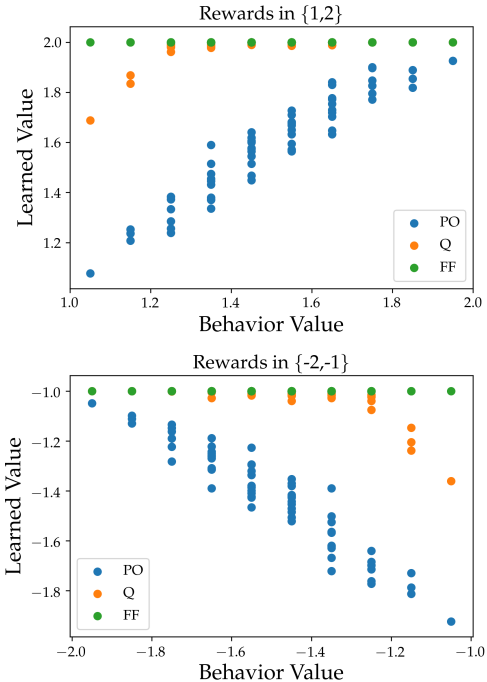 Rewards in {1,2}
Learned Value
2.0
1.8
1.6
1.4
1.2
PO
Q
FF
1.0 1.2 1.4 1.6 1.8 2.0
Behavior Value
Rewards in {-2,-1}
Learned Value
−1.0
−1.2
−1.4
−1.6
−1.8
PO
Q
FF
−2.0 −1.8 −1.6 −1.4 −1.2 −1.0
Behavior Value